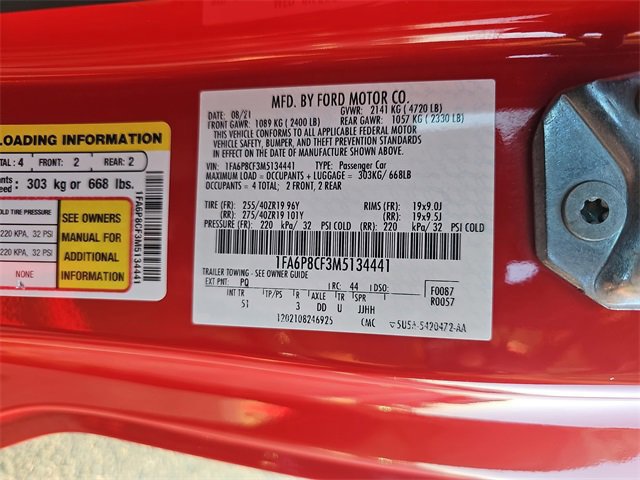 LOADING INFORMATION
TOTAL : 4 FRONT : 2 REAR : 2
303 kg or 668 lbs.
COLD TIRE PRESSURE
220 KPA, 32 PSI
220 KPA, 32 PSI
NONE
SEE OWNERS
MANUAL FOR
ADDITIONAL
INFORMATION
1FA6P8CF3M5134441
MFD. BY FORD MOTOR CO.
DATE: 08/21 GVWR: 2141 KG ( 4720 LB)
FRONT GAWR: 1089 KG ( 2400 LB) REAR GAWR: 1057 KG ( 2330 LB)
THIS VEHICLE CONFORMS TO ALL APPLICABLE FEDERAL MOTOR
VEHICLE SAFETY, BUMPER, AND THEFT PREVENTION STANDARDS
IN EFFECT ON THE DATE OF MANUFACTURE SHOWN ABOVE.
VIN: 1FA6P8CF3M5134441 TYPE: Passenger Car
MAXIMUM LOAD = OCCUPANTS + LUGGAGE = 303KG/ 668LB
OCCUPANTS = 4 TOTAL; 2 FRONT, 2 REAR
TIRE (FR): 255/40ZR19 96Y RIMS (FR): 19x9.0J
(RR): 275/40ZR19 101Y (RR): 19x9.5J
PRESSURE (FR): 220 kPa/ 32 PSI COLD (RR): 220 kPa/ 32 PSI COLD
1FA6P8CF3M5134441
TRAILER TOWING - SEE OWNER GUIDE
EXT PNT: PQ RC: 44 DSO: F0087
INT TR TP/PS R AXLE TR SPR R0057
5I 3 DD U JJHH
1202108246925 CMC 5U5A-5420472-AA